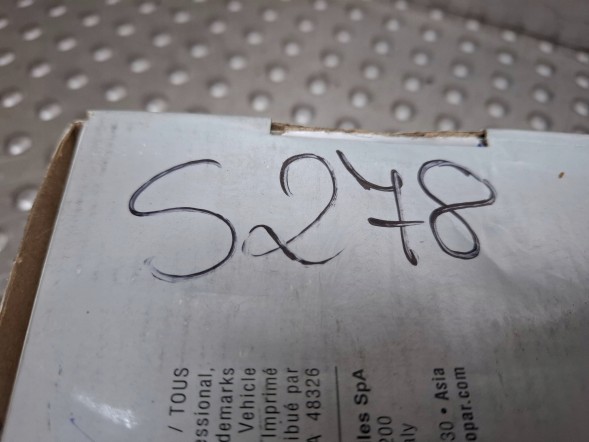 S278
/ TOUS
essional,
demarks
Vehicle
Imprimé
ibué par
A 48326
les SpA
200
aly
30 • Asia
opar.com